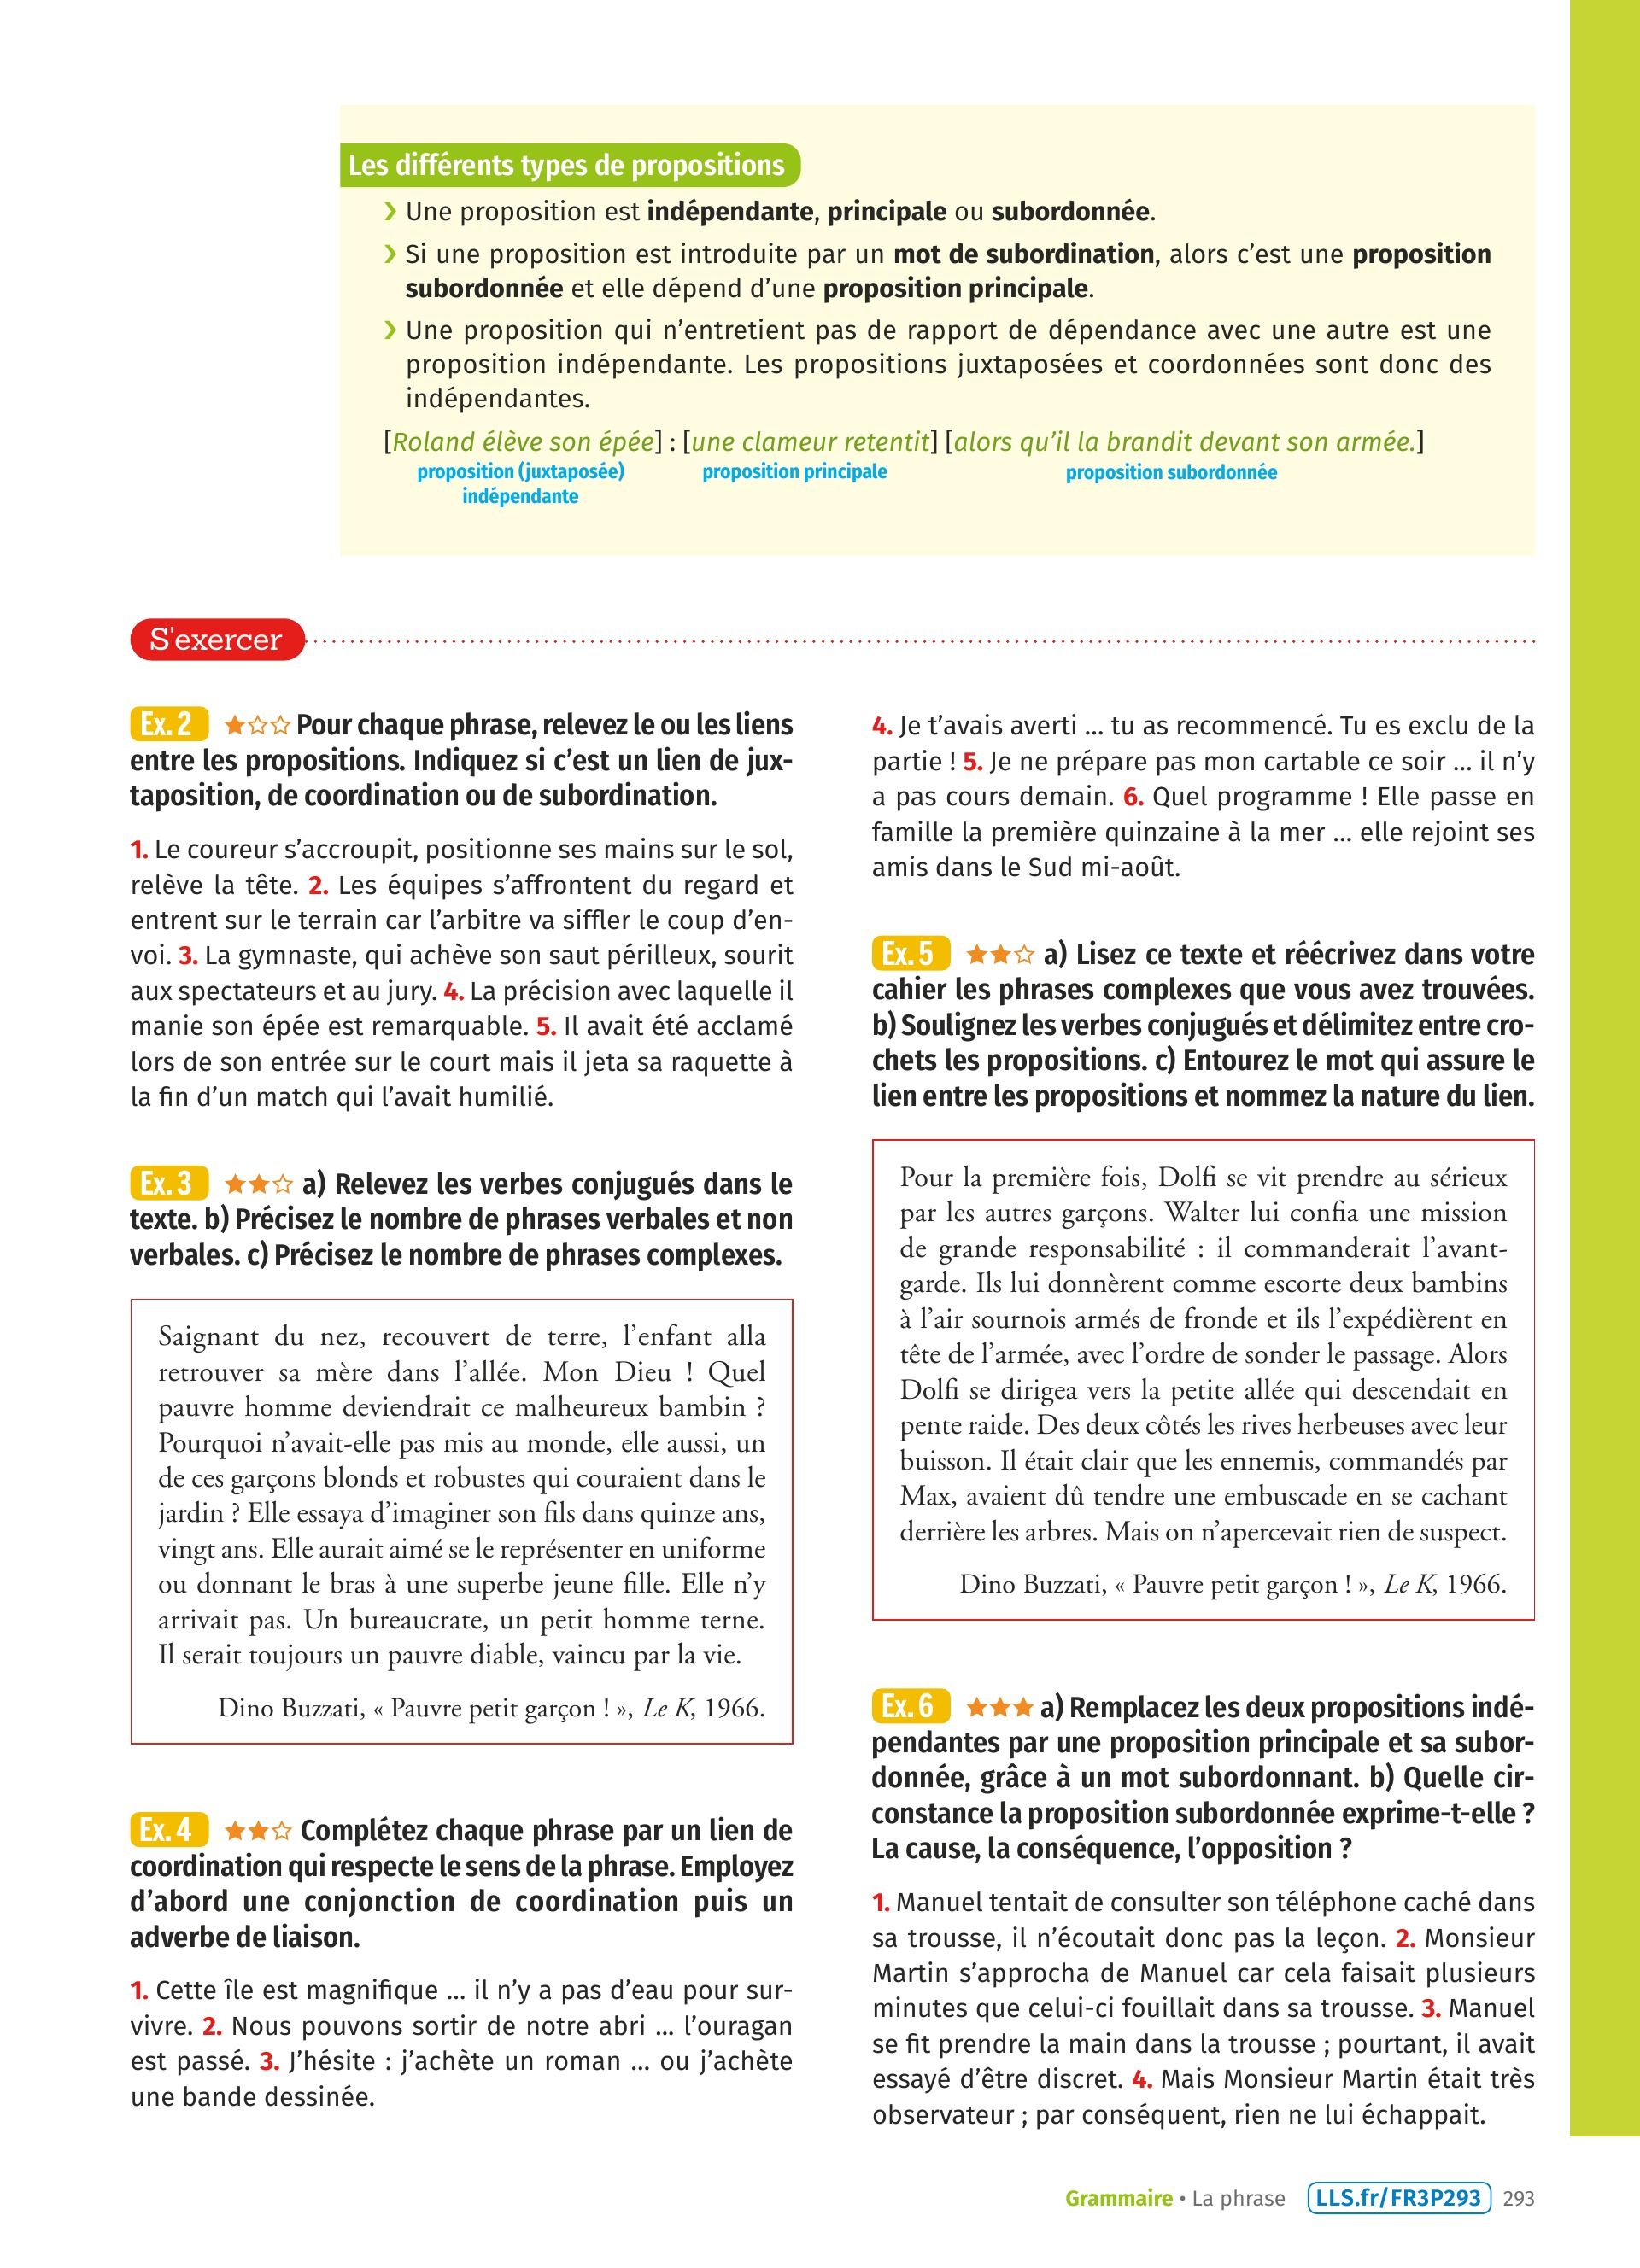 Les différents types de propositions
❯ Une proposition est indépendante, principale ou subordonnée.
❯ Si une proposition est introduite par un mot de subordination, alors c’est une proposition
subordonnée et elle dépend d’une proposition principale.
❯ Une proposition qui n’entretient pas de rapport de dépendance avec une autre est une
proposition indépendante. Les propositions juxtaposées et coordonnées sont donc des
indépendantes.
[Roland élève son épée] : [une clameur retentit] [alors qu’il la brandit devant son armée.]
proposition (juxtaposée) proposition principale proposition subordonnée
indépendante
S'exercer
Ex. 2 ★☆☆ Pour chaque phrase, relevez le ou les liens
entre les propositions. Indiquez si c’est un lien de jux-
taposition, de coordination ou de subordination.
1. Le coureur s’accroupit, positionne ses mains sur le sol,
relève la tête. 2. Les équipes s’affrontent du regard et
entrent sur le terrain car l’arbitre va siffler le coup d’en-
voi. 3. La gymnaste, qui achève son saut périlleux, sourit
aux spectateurs et au jury. 4. La précision avec laquelle il
manie son épée est remarquable. 5. Il avait été acclamé
lors de son entrée sur le court mais il jeta sa raquette à
la fin d’un match qui l’avait humilié.
Ex. 3 ★★☆ a) Relevez les verbes conjugués dans le
texte. b) Précisez le nombre de phrases verbales et non
verbales. c) Précisez le nombre de phrases complexes.
Saignant du nez, recouvert de terre, l’enfant alla
retrouver sa mère dans l’allée. Mon Dieu ! Quel
pauvre homme deviendrait ce malheureux bambin ?
Pourquoi n’avait-elle pas mis au monde, elle aussi, un
de ces garçons blonds et robustes qui couraient dans le
jardin ? Elle essaya d’imaginer son fils dans quinze ans,
vingt ans. Elle aurait aimé se le représenter en uniforme
ou donnant le bras à une superbe jeune fille. Elle n’y
arrivait pas. Un bureaucrate, un petit homme terne.
Il serait toujours un pauvre diable, vaincu par la vie.
Dino Buzzati, « Pauvre petit garçon ! », Le K, 1966.
Ex. 4 ★★☆ Complétez chaque phrase par un lien de
coordination qui respecte le sens de la phrase. Employez
d’abord une conjonction de coordination puis un
adverbe de liaison.
1. Cette île est magnifique ... il n’y a pas d’eau pour sur-
vivre. 2. Nous pouvons sortir de notre abri ... l’ouragan
est passé. 3. J’hésite : j’achète un roman ... ou j’achète
une bande dessinée.
4. Je t’avais averti ... tu as recommencé. Tu es exclu de la
partie ! 5. Je ne prépare pas mon cartable ce soir ... il n’y
a pas cours demain. 6. Quel programme ! Elle passe en
famille la première quinzaine à la mer ... elle rejoint ses
amis dans le Sud mi-août.
Ex. 5 ★★☆ a) Lisez ce texte et réécrivez dans votre
cahier les phrases complexes que vous avez trouvées.
b) Soulignez les verbes conjugués et délimitez entre cro-
chets les propositions. c) Entourez le mot qui assure le
lien entre les propositions et nommez la nature du lien.
Pour la première fois, Dolfi se vit prendre au sérieux
par les autres garçons. Walter lui confia une mission
de grande responsabilité : il commanderait l’avant-
garde. Ils lui donnèrent comme escorte deux bambins
à l’air sournois armés de fronde et ils l’expédièrent en
tête de l’armée, avec l’ordre de sonder le passage. Alors
Dolfi se dirigea vers la petite allée qui descendait en
pente raide. Des deux côtés les rives herbeuses avec leur
buisson. Il était clair que les ennemis, commandés par
Max, avaient dû tendre une embuscade en se cachant
derrière les arbres. Mais on n’apercevait rien de suspect.
Dino Buzzati, « Pauvre petit garçon ! », Le K, 1966.
Ex. 6 ★★★ a) Remplacez les deux propositions indé-
pendantes par une proposition principale et sa subor-
donnée, grâce à un mot subordonnant. b) Quelle cir-
constance la proposition subordonnée exprime-t-elle ?
La cause, la conséquence, l’opposition ?
1. Manuel tentait de consulter son téléphone caché dans
sa trousse, il n’écoutait donc pas la leçon. 2. Monsieur
Martin s’approcha de Manuel car cela faisait plusieurs
minutes que celui-ci fouillait dans sa trousse. 3. Manuel
se fit prendre la main dans la trousse ; pourtant, il avait
essayé d’être discret. 4. Mais Monsieur Martin était très
observateur ; par conséquent, rien ne lui échappait.
Grammaire • La phrase LLS.fr/FR3P293 293